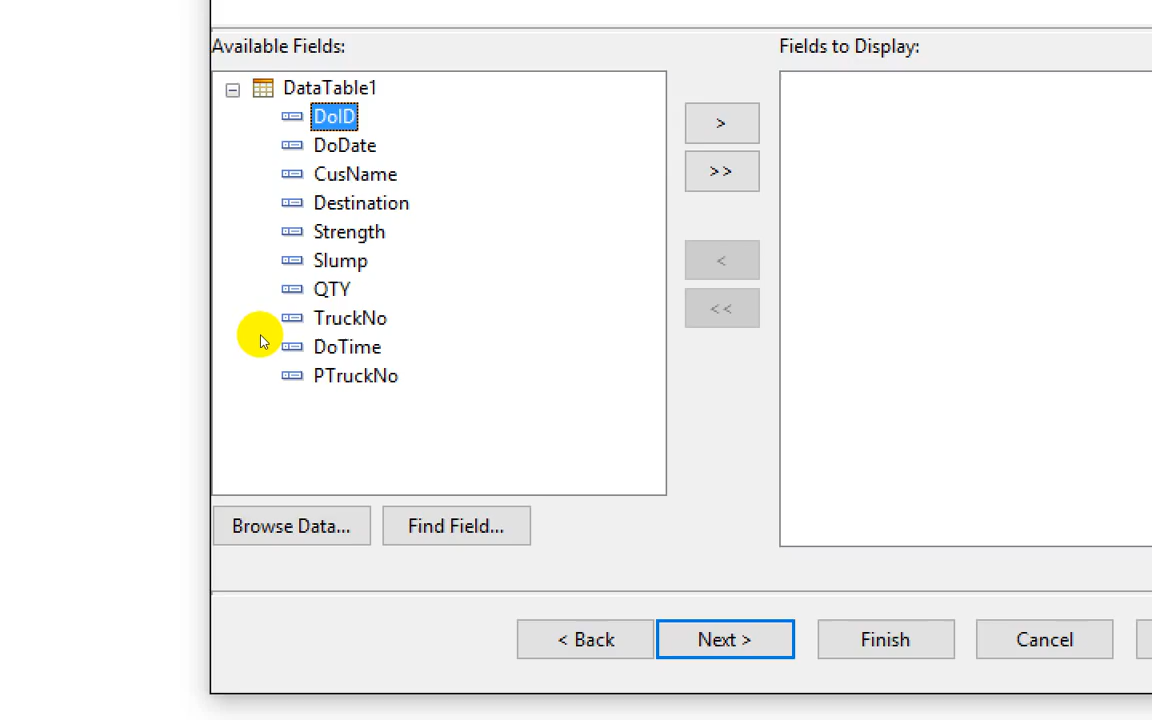 Available Fields:
Fields to Display:
DataTable1
DoID
DoDate
CusName
Destination
Strength
Slump
QTY
TruckNo
DoTime
PTruckNo
>
>>
<
<<
Browse Data...
Find Field...
< Back
Next >
Finish
Cancel